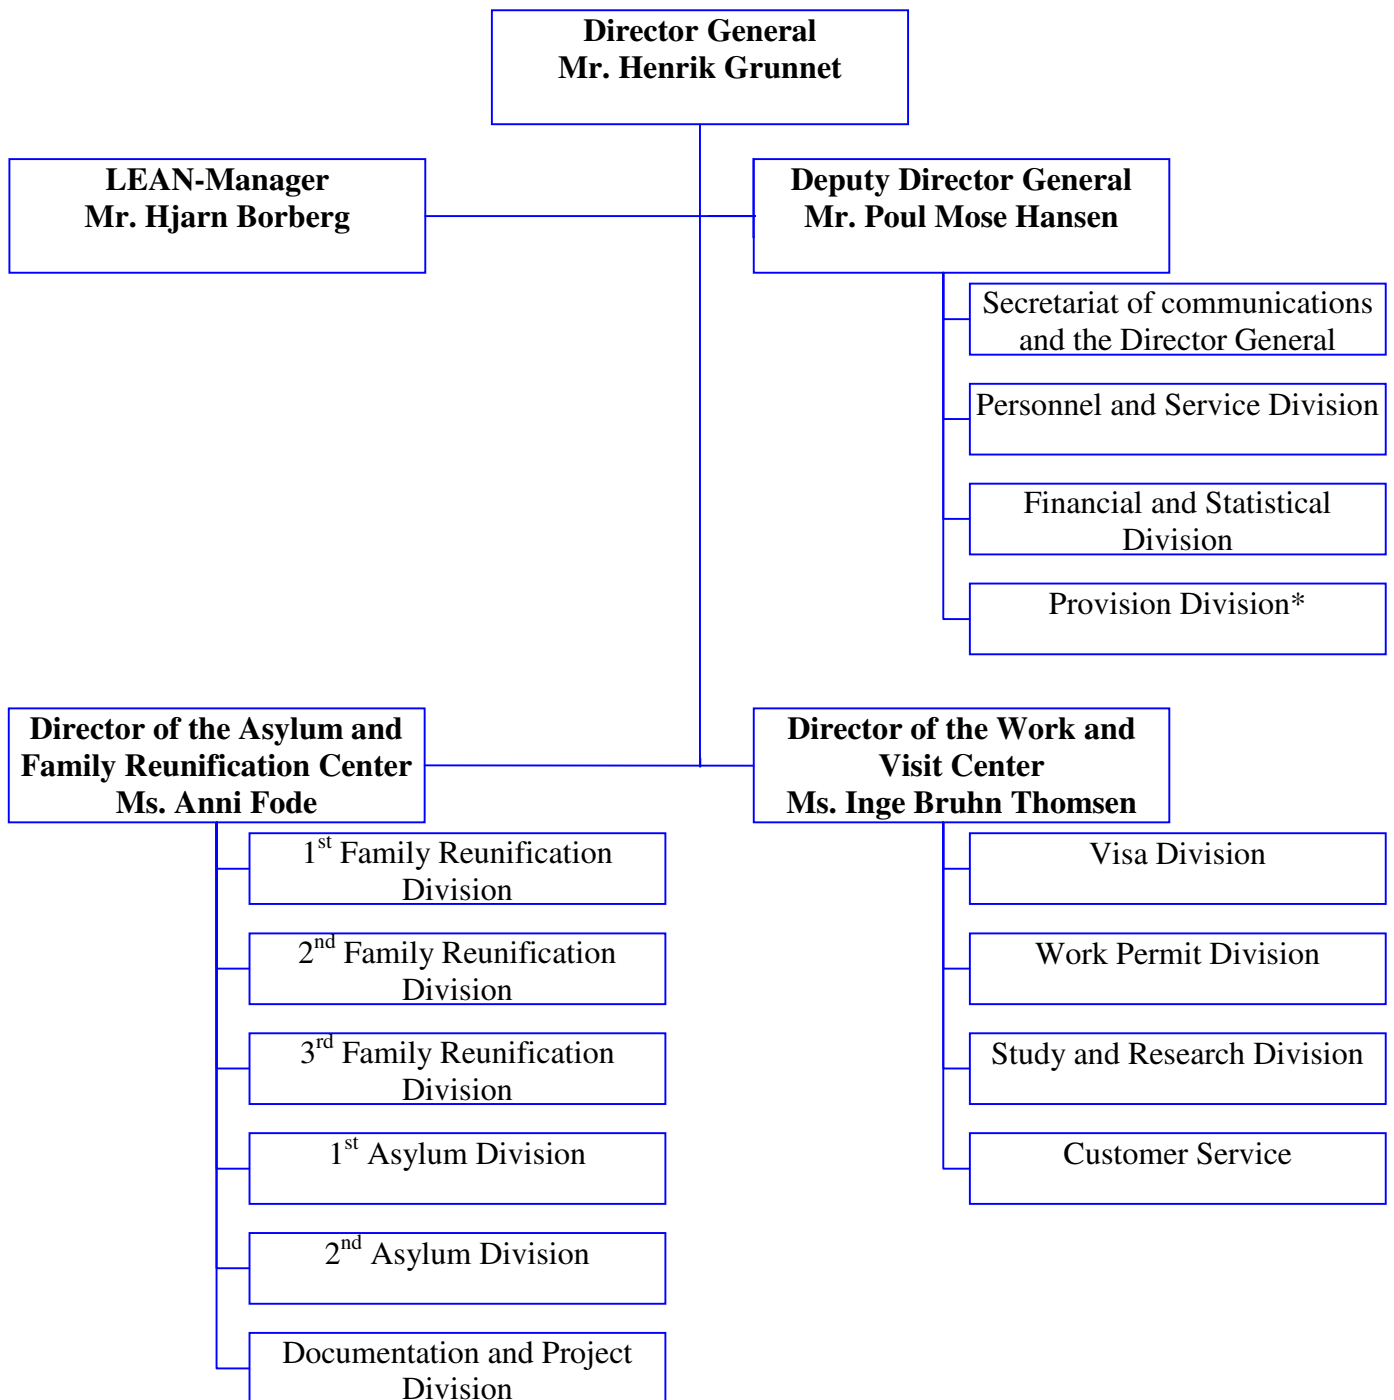 Director General
Mr. Henrik Grunnet
LEAN-Manager
Mr. Hjarn Borberg
Deputy Director General
Mr. Poul Mose Hansen
Secretariat of communications
and the Director General
Personnel and Service Division
Financial and Statistical
Division
Provision Division*
Director of the Asylum and
Family Reunification Center
Ms. Anni Fode
1st Family Reunification
Division
2nd Family Reunification
Division
3rd Family Reunification
Division
1st Asylum Division
2nd Asylum Division
Documentation and Project
Division
Director of the Work and
Visit Center
Ms. Inge Bruhn Thomsen
Visa Division
Work Permit Division
Study and Research Division
Customer Service